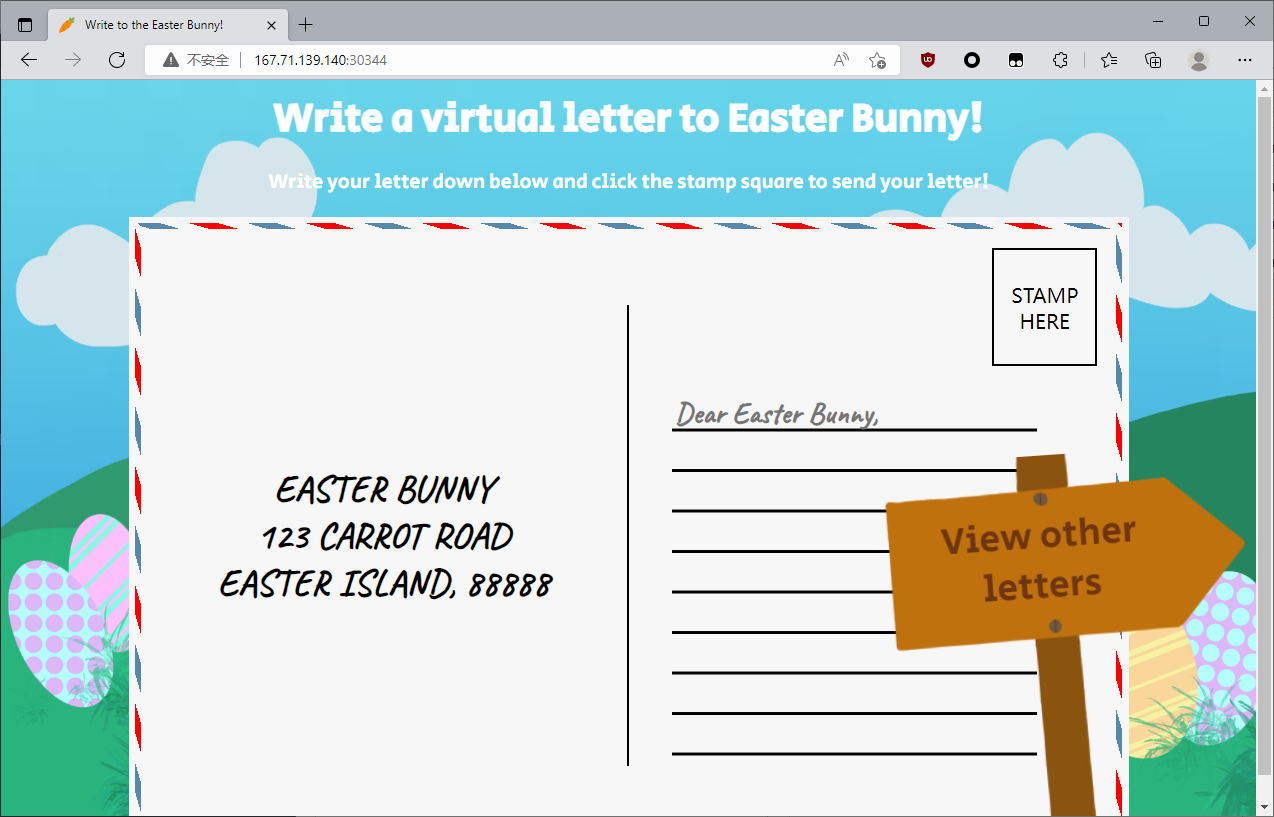 Write to the Easter Bunny!
不安全
167.71.139.140:30344
Write a virtual letter to Easter Bunny!
Write your letter down below and click the stamp square to send your letter!
STAMP
HERE
Dear Easter Bunny,
EASTER BUNNY
123 CARROT ROAD
EASTER ISLAND, 88888
View other
letters